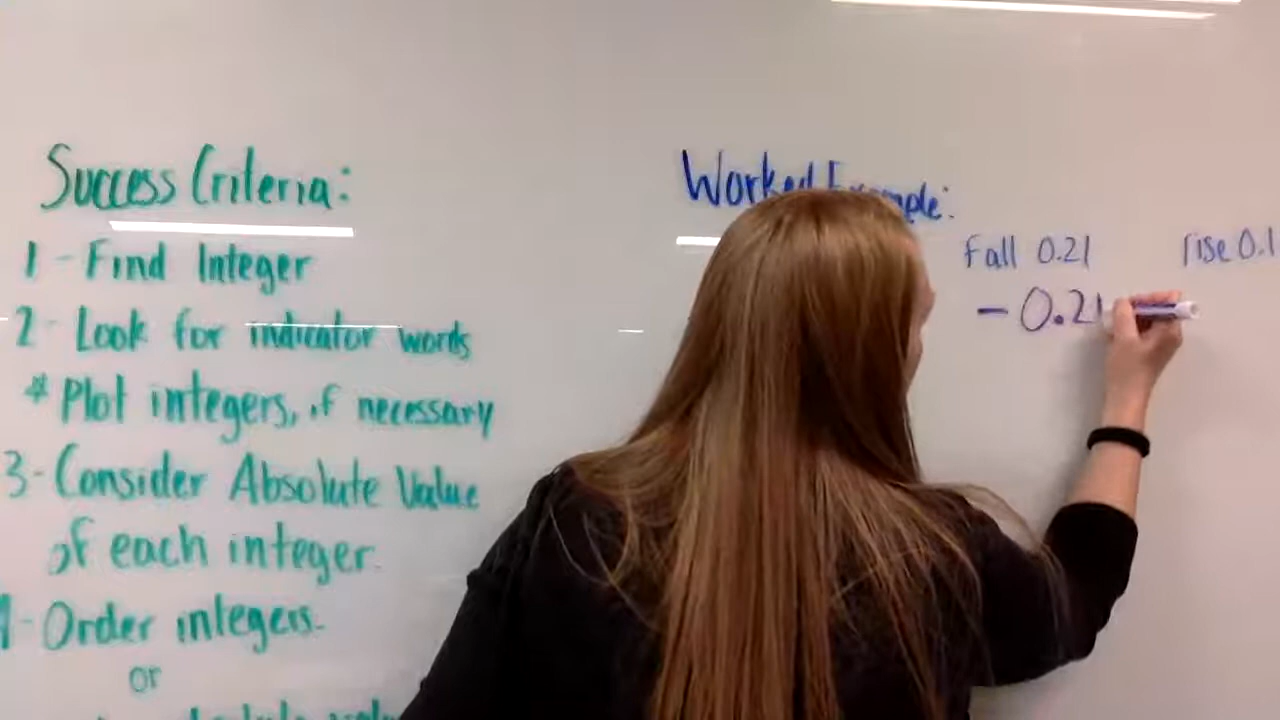 Success Criteria:
1 - Find Integer
2 - Look for indicator words
* Plot integers, if necessary
3 - Consider Absolute Value
of each integer.
4 - Order integers.
or
Worked Example:
Fall 0.21
rise 0.1
- 0.21